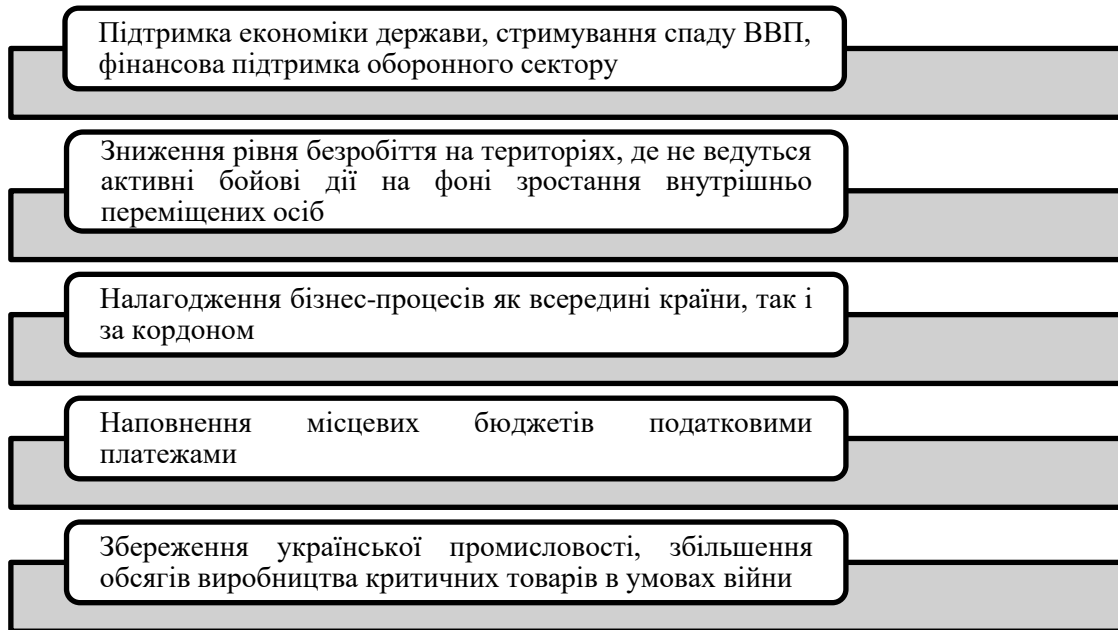 Підтримка економіки держави, стримування спаду ВВП,
фінансова підтримка оборонного сектору
Зниження рівня безробіття на територіях, де не ведуться
активні бойові дії на фоні зростання внутрішньо
переміщених осіб
Налагодження бізнес-процесів як всередині країни, так і
за кордоном
Наповнення місцевих бюджетів податковими
платежами
Збереження української промисловості, збільшення
обсягів виробництва критичних товарів в умовах війни